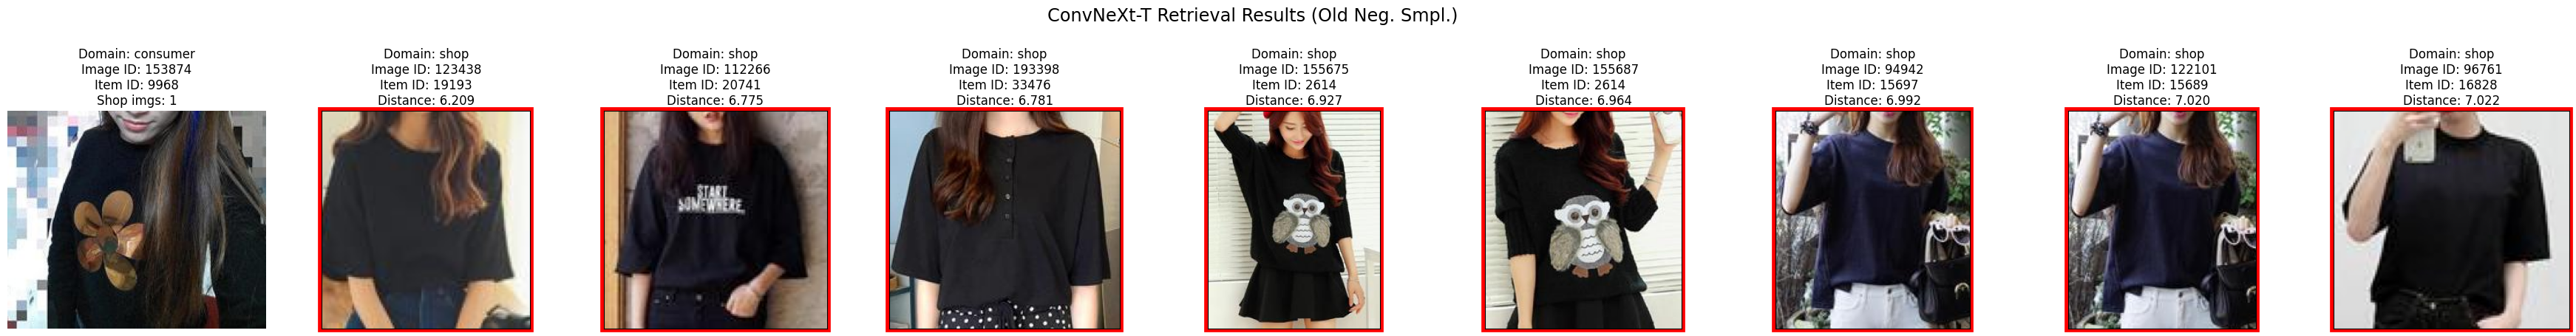 ConvNeXt-T Retrieval Results (Old Neg. Smpl.)
Domain: consumer
Image ID: 153874
Item ID: 9968
Shop imgs: 1
Domain: shop
Image ID: 123438
Item ID: 19193
Distance: 6.209
Domain: shop
Image ID: 112266
Item ID: 20741
Distance: 6.775
START
SOMEWHERE.
Domain: shop
Image ID: 193398
Item ID: 33476
Distance: 6.781
Domain: shop
Image ID: 155675
Item ID: 2614
Distance: 6.927
Domain: shop
Image ID: 155687
Item ID: 2614
Distance: 6.964
Domain: shop
Image ID: 94942
Item ID: 15697
Distance: 6.992
Domain: shop
Image ID: 122101
Item ID: 15689
Distance: 7.020
Domain: shop
Image ID: 96761
Item ID: 16828
Distance: 7.022